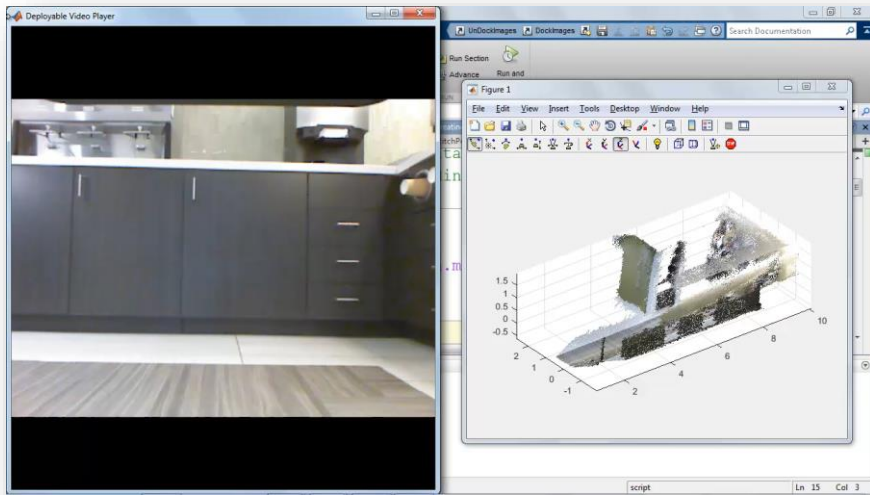 Deployable Video Player
UnDockImages
DockImages
Search Documentation
Run Section
Advance
Run and
Figure 1
File Edit View Insert Tools Desktop Window Help
ta
in
.m
1.5
1
0.5
0
-0.5
2
1
0
-1
2
4
6
8
10
script
Ln 15 Col 3